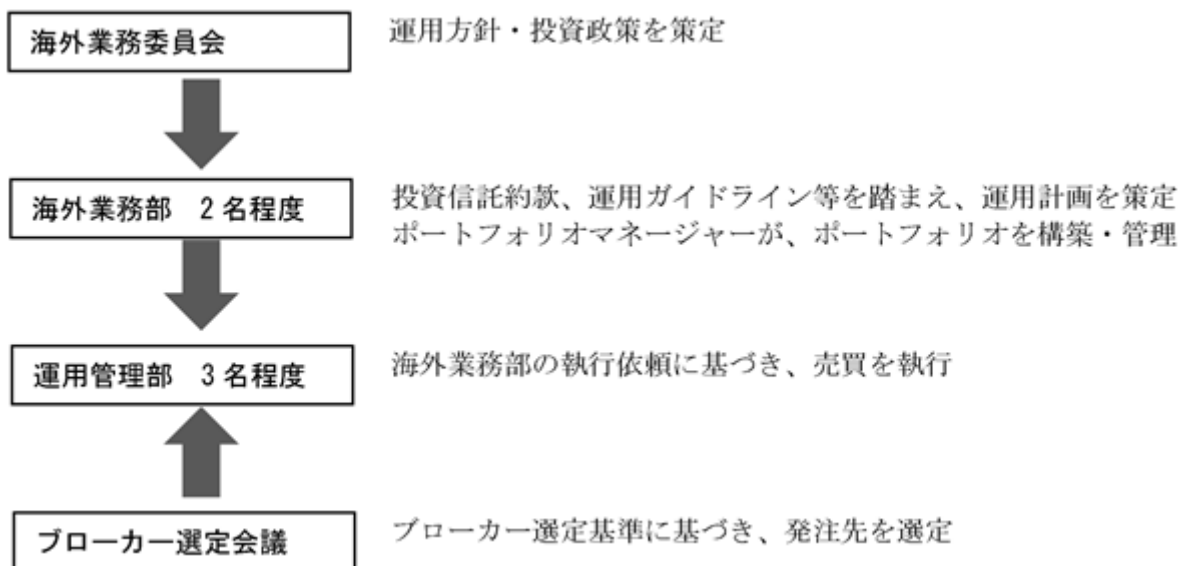 海外業務委員会
運用方針・投資政策を策定
海外業務部　2名程度
投資信託約款、運用ガイドライン等を踏まえ、運用計画を策定
ポートフォリオマネージャーが、ポートフォリオを構築・管理
運用管理部　3名程度
海外業務部の執行依頼に基づき、売買を執行
ブローカー選定会議
ブローカー選定基準に基づき、発注先を選定